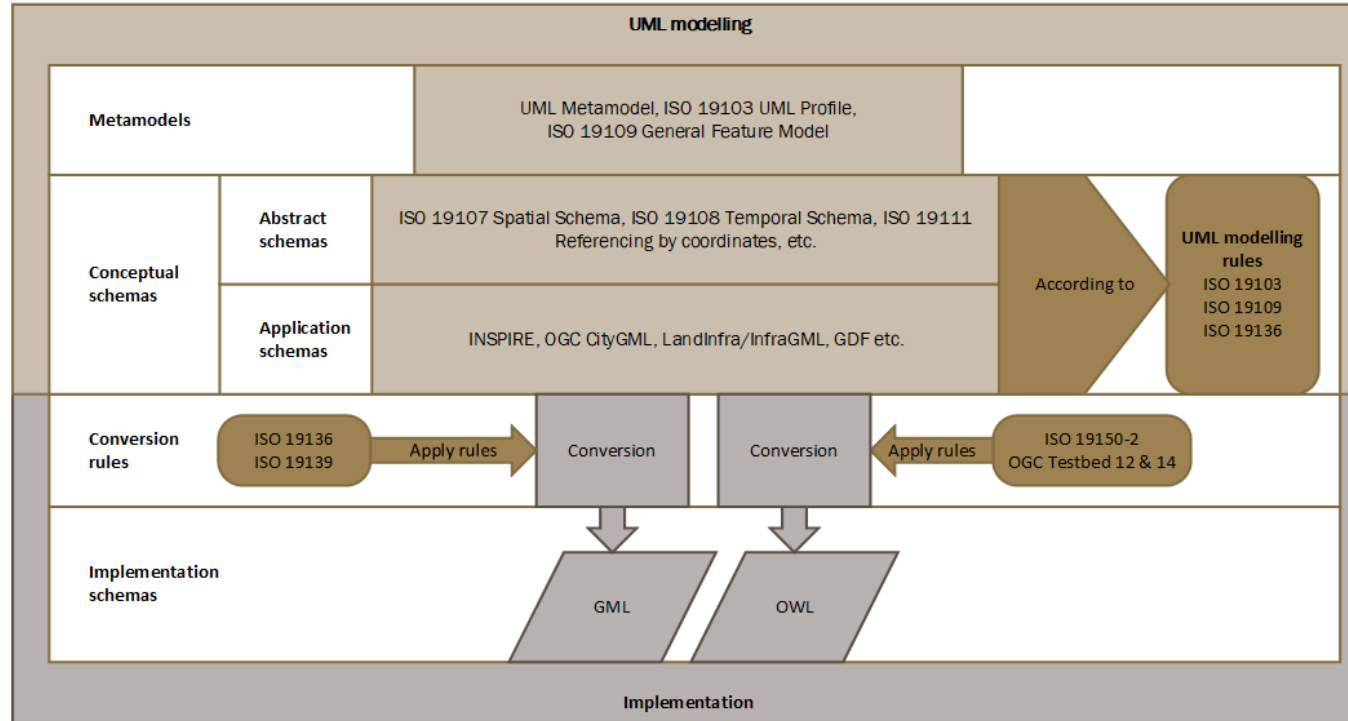 UML modelling
Metamodels
UML Metamodel, ISO 19103 UML Profile,
ISO 19109 General Feature Model
Conceptual
schemas
Abstract
schemas
ISO 19107 Spatial Schema, ISO 19108 Temporal Schema, ISO 19111
Referencing by coordinates, etc.
Application
schemas
INSPIRE, OGC CityGML, LandInfra/InfraGML, GDF etc.
According to
UML modelling
rules
ISO 19103
ISO 19109
ISO 19136
Conversion
rules
ISO 19136
ISO 19139
Apply rules
Conversion
Conversion
Apply rules
ISO 19150-2
OGC Testbed 12 & 14
Implementation
schemas
GML
OWL
Implementation